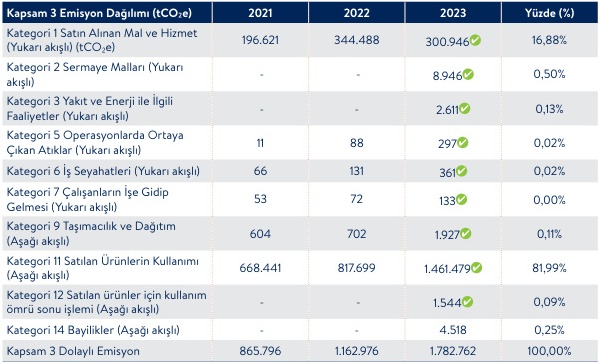 Kapsam 3 Emisyon Dağılımı (tCO₂e) 2021 2022 2023 Yüzde (%)
Kategori 1 Satın Alınan Mal ve Hizmet
(Yukarı akışlı) (tCO₂e) 196.621 344.488 300.946 16,88%
Kategori 2 Sermaye Malları (Yukarı
akışlı) - - 8.946 0,50%
Kategori 3 Yakıt ve Enerji ile İlgili
Faaliyetler (Yukarı akışlı) - - 2.611 0,13%
Kategori 5 Operasyonlarda Ortaya
Çıkan Atıklar (Yukarı akışlı) 11 88 297 0,02%
Kategori 6 İş Seyahatleri (Yukarı akışlı) 66 131 361 0,02%
Kategori 7 Çalışanların İşe Gidip
Gelmesi (Yukarı akışlı) 53 72 133 0,00%
Kategori 9 Taşımacılık ve Dağıtım
(Aşağı akışlı) 604 702 1.927 0,11%
Kategori 11 Satılan Ürünlerin Kullanımı
(Aşağı akışlı) 668.441 817.699 1.461.479 81,99%
Kategori 12 Satılan ürünler için kullanım
ömrü sonu işlemi (Aşağı akışlı) - - 1.544 0,09%
Kategori 14 Bayilikler (Aşağı akışlı) - - 4.518 0,25%
Kapsam 3 Dolaylı Emisyon 865.796 1.162.976 1.782.762 100,00%